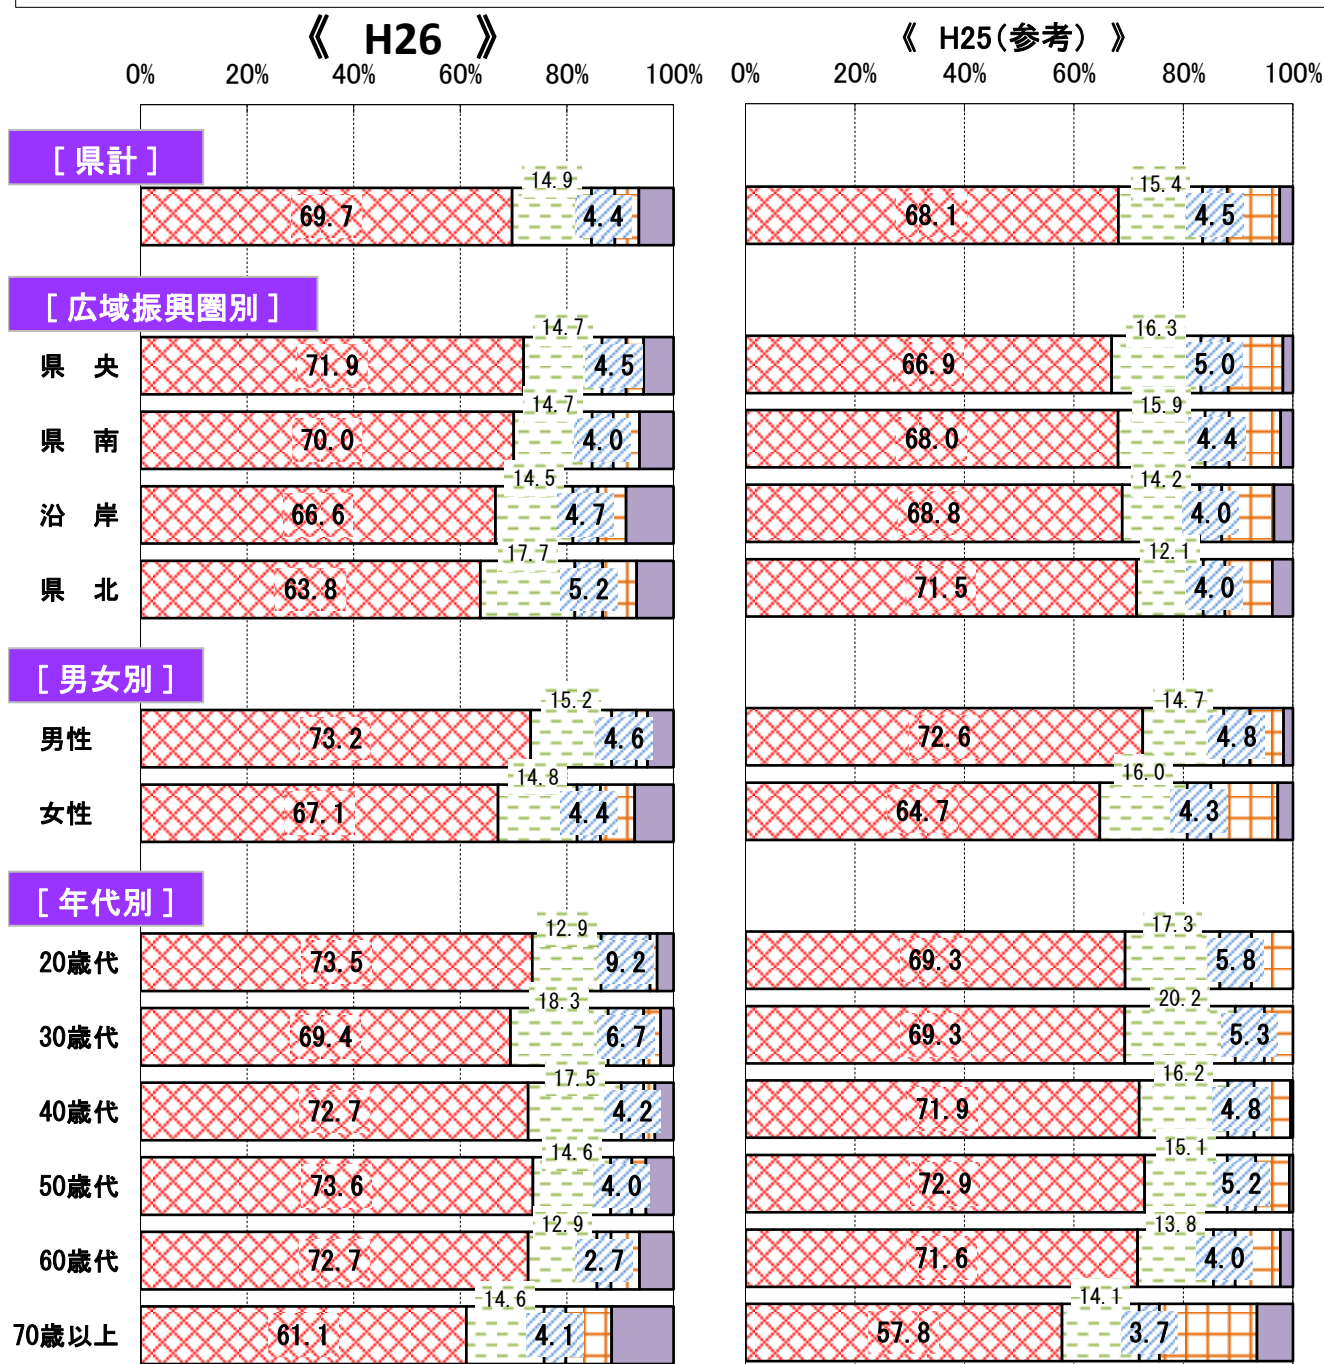 《 H26 》
《 H25(参考) 》
0% 20% 40% 60% 80% 100%
0% 20% 40% 60% 80% 100%
[ 県計 ]
69.7 14.9 4.4
68.1 15.4 4.5
[ 広域振興圏別 ]
県 央 71.9 14.7 4.5
66.9 16.3 5.0
県 南 70.0 14.7 4.0
68.0 15.9 4.4
沿 岸 66.6 14.5 4.7
68.8 14.2 4.0
県 北 63.8 17.7 5.2
71.5 12.1 4.0
[ 男女別 ]
男性 73.2 15.2 4.6
72.6 14.7 4.8
女性 67.1 14.8 4.4
64.7 16.0 4.3
[ 年代別 ]
20歳代 73.5 12.9 9.2
69.3 17.3 5.8
30歳代 69.4 18.3 6.7
69.3 20.2 5.3
40歳代 72.7 17.5 4.2
71.9 16.2 4.8
50歳代 73.6 14.6 4.0
72.9 15.1 5.2
60歳代 72.7 12.9 2.7
71.6 13.8 4.0
70歳以上 61.1 14.6 4.1
57.8 14.1 3.7